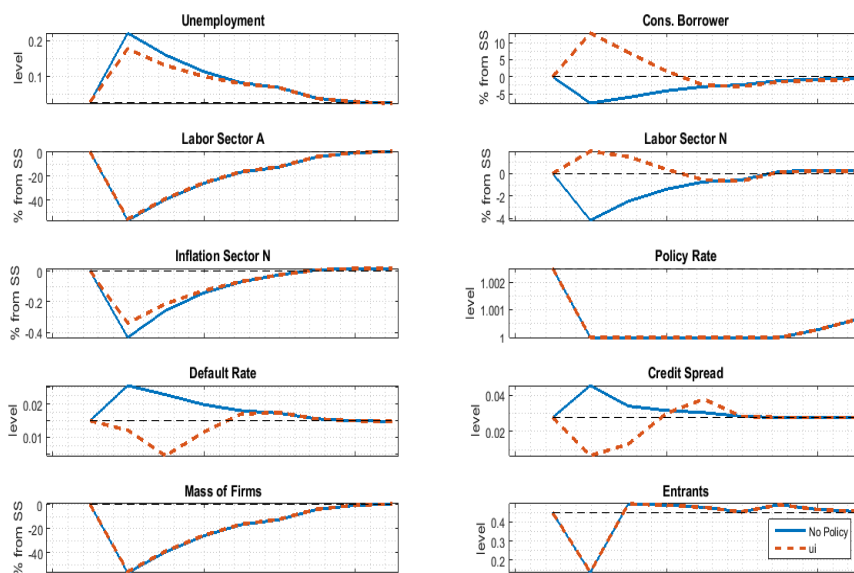 Unemployment
level
0.2
0.1
Cons. Borrower
% from SS
10
5
0
-5
Labor Sector A
% from SS
0
-20
-40
Labor Sector N
% from SS
0
-2
-4
Inflation Sector N
% from SS
0
-0.2
-0.4
Policy Rate
level
1.002
1.001
1
Default Rate
level
0.02
0.01
Credit Spread
level
0.04
0.02
Mass of Firms
% from SS
0
-20
-40
Entrants
level
0.4
0.3
0.2
No Policy
ui